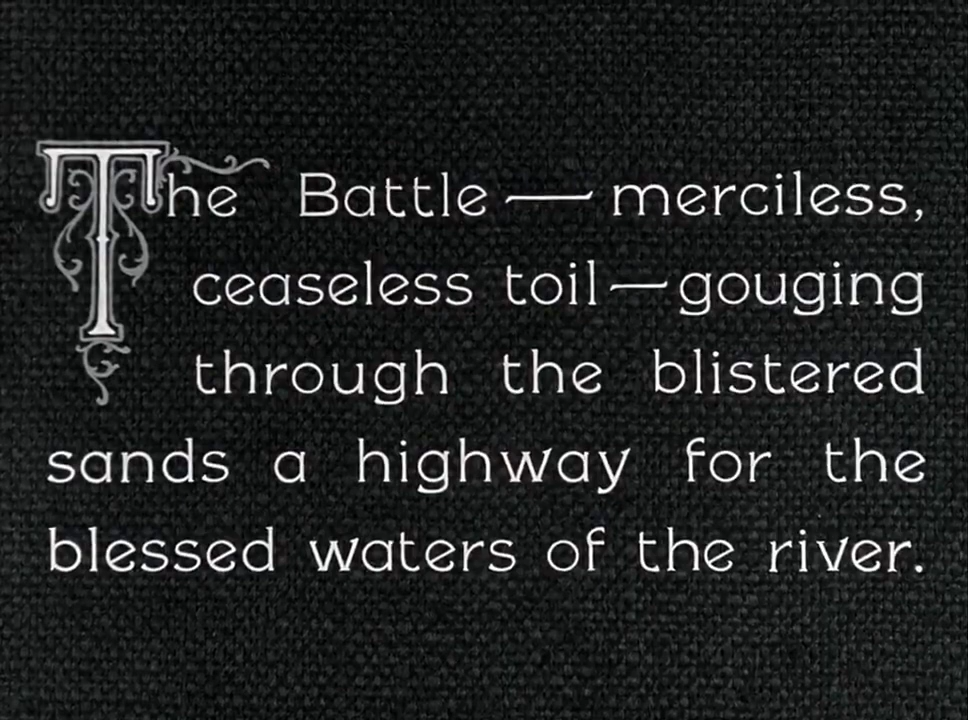 The Battle — merciless,
ceaseless toil — gouging
through the blistered
sands a highway for the
blessed waters of the river.